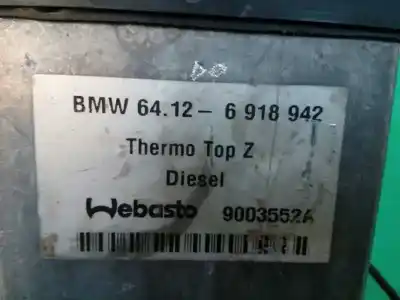 BMW 64.12- 6 918 942
Thermo Top Z
Diesel
Webasto 9003552A